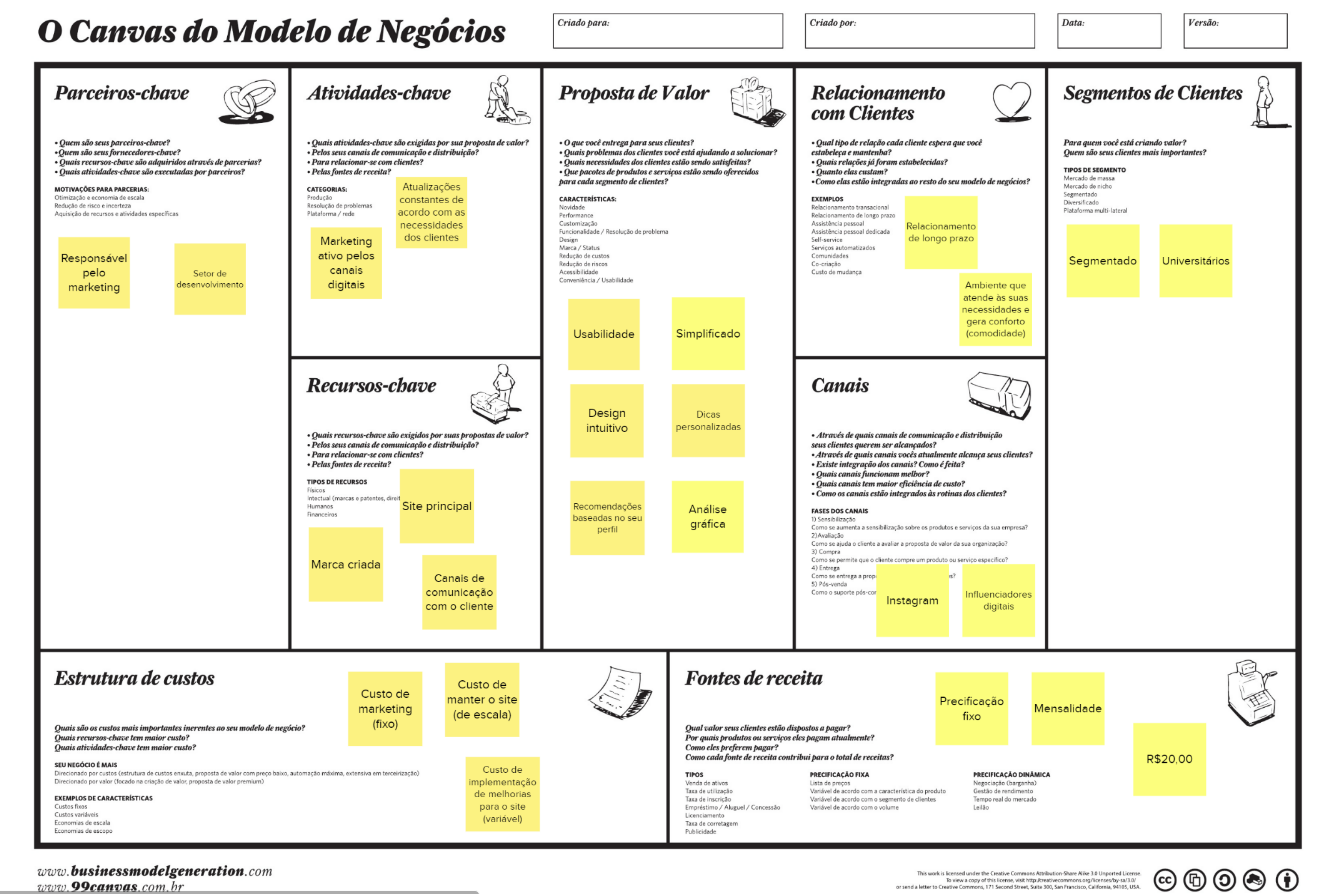 O Canvas do Modelo de Negócios
Criado para:
Criado por:
Data:
Versão:
Parceiros-chave
• Quem são seus parceiros-chave?
•Quem são seus fornecedores-chave?
• Quais recursos-chave são adquiridos através de parcerias?
• Quais atividades-chave são executadas por parceiros?
MOTIVAÇÕES PARA PARCERIAS:
Otimização e economia de escala
Redução de risco e incerteza
Aquisição de recursos e atividades específicas
Responsável
pelo
marketing
Setor de
desenvolvimento
Atividades-chave
• Quais atividades-chave são exigidas por sua proposta de valor?
• Pelos seus canais de comunicação e distribuição?
• Para relacionar-se com clientes?
• Pelas fontes de receita?
CATEGORIAS:
Produção
Resolução de problemas
Plataforma / rede
Atualizações
constantes de
acordo com as
necessidades
dos clientes
Marketing
ativo pelos
canais
digitais
Recursos-chave
• Quais recursos-chave são exigidos por suas propostas de valor?
• Pelos seus canais de comunicação e distribuição?
• Para relacionar-se com clientes?
• Pelas fontes de receita?
TIPOS DE RECURSOS
Físicos
Intectual (marcas e patentes, direit
Humanos
Financeiros
Site principal
Marca criada
Canais de
comunicação
com o cliente
Proposta de Valor
• O que você entrega para seus clientes?
• Quais problemas dos clientes você está ajudando a solucionar?
• Quais necessidades dos clientes estão sendo satisfeitas?
• Que pacotes de produtos e serviços estão sendo oferecidos
para cada segmento de clientes?
CARACTERÍSTICAS:
Novidade
Performance
Customização
Funcionalidade / Resolução de problema
Design
Marca / Status
Redução de custos
Redução de riscos
Acessibilidade
Conveniência / Usabilidade
Usabilidade
Simplificado
Design
intuitivo
Dicas
personalizadas
Recomendações
baseadas no seu
perfil
Análise
gráfica
Relacionamento
com Clientes
• Qual tipo de relação cada cliente espera que você
estabeleça e mantenha?
• Quais relações já foram estabelecidas?
• Quanto elas custam?
•Como elas estão integradas ao resto do seu modelo de negócios?
EXEMPLOS
Relacionamento transacional
Relacionamento de longo prazo
Assistência pessoal
Assistência pessoal dedicada
Self-service
Serviços automatizados
Comunidades
Co-criação
Custo de mudança
Relacionamento
de longo prazo
Ambiente que
atende às suas
necessidades e
gera conforto
(comodidade)
Canais
• Através de quais canais de comunicação e distribuição
seus clientes querem ser alcançados?
• Através de quais canais vocês atualmente alcança seus clientes?
• Existe integração dos canais? Como é feita?
• Quais canais funcionam melhor?
• Quais canais tem maior eficiência de custo?
• Como os canais estão integrados às rotinas dos clientes?
FASES DOS CANAIS
1) Sensibilização
Como se aumenta a sensibilização sobre os produtos e serviços da sua empresa?
2)Avaliação
Como se ajuda o cliente a avaliar a proposta de valor da sua organização?
3) Compra
Como se permite que o cliente compre um produto ou serviço específico?
4) Entrega
Como se entrega a prop
s?
5) Pós-venda
Como o suporte pós-cor
Instagram
Influenciadores
digitais
Segmentos de Clientes
Para quem você está criando valor?
Quem são seus clientes mais importantes?
TIPOS DE SEGMENTO
Mercado de massa
Mercado de nicho
Segmentado
Diversificado
Plataforma multi-lateral
Segmentado
Universitários
Estrutura de custos
Quais são os custos mais importantes inerentes ao seu modelo de negócio?
Quais recursos-chave tem maior custo?
Quais atividades-chave tem maior custo?
SEU NEGÓCIO É MAIS
Direcionado por custos (estrutura de custos enxuta, proposta de valor com preço baixo, automação máxima, extensiva em terceirização)
Direcionado por valor (focado na criação de valor, proposta de valor premium)
EXEMPLOS DE CARACTERÍSTICAS
Custos fixos
Custos variáveis
Economias de escala
Economias de escopo
Custo de
marketing
(fixo)
Custo de
manter o site
(de escala)
Custo de
implementação
de melhorias
para o site
(variável)
Fontes de receita
Qual valor seus clientes estão dispostos a pagar?
Por quais produtos ou serviços eles pagam atualmente?
Como eles preferem pagar?
Como cada fonte de receita contribui para o total de receitas?
TIPOS
Venda de ativos
Taxa de utilização
Taxa de inscrição
Empréstimo / Aluguel / Concessão
Licenciamento
Taxa de corretagem
Publicidade
PRECIFICAÇÃO FIXA
Lista de preços
Variável de acordo com a característica do produto
Variável de acordo com o segmento de clientes
Variável de acordo com o volume
PRECIFICAÇÃO DINÂMICA
Negociação (barganha)
Gestão de rendimento
Tempo real do mercado
Leilão
Precificação
fixo
Mensalidade
R$20,00
www.businessmodelgeneration.com
www.99canvas.com.br
This work is licensed under the Creative Commons Attribution-Share Alike 3.0 Unported License.
To view a copy of this license, visit http://creativecommons.org/licenses/by-sa/3.0/
or send a letter to Creative Commons, 171 Second Street, Suite 300, San Francisco, California, 94105, USA.
cc